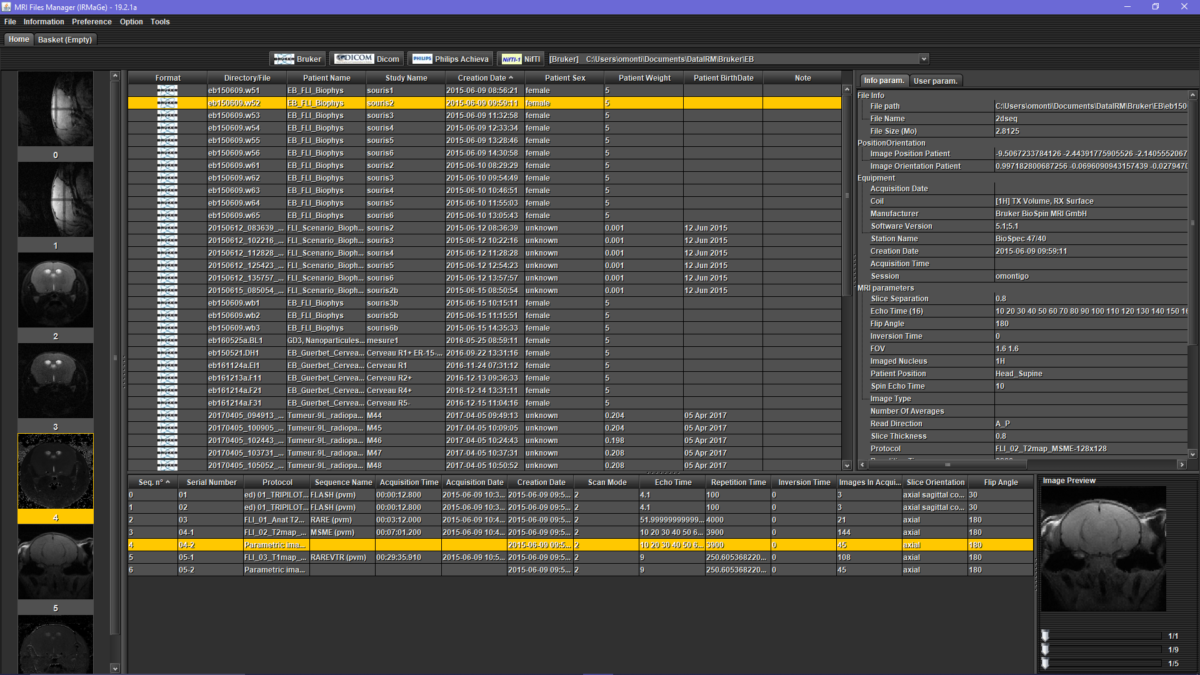 MRI Files Manager (IRMaGe) - 19.2.1a
File Information Preference Option Tools
Home Basket (Empty)
Bruker DICOM Dicom PHILIPS Philips Achieva NIfTI-1 NIfTI [Bruker] C:\Users\omonti\Documents\DataIRM\Bruker\EB
0
1
2
3
4
5
Format Directory/File Patient Name Study Name Creation Date Patient Sex Patient Weight Patient BirthDate Note
eb150609.w51 EB_FLI_Biophys souris1 2015-06-09 08:56:21 female 5
eb150609.w52 EB_FLI_Biophys souris2 2015-06-09 09:59:11 female 5
eb150609.w53 EB_FLI_Biophys souris3 2015-06-09 11:32:58 female 5
eb150609.w54 EB_FLI_Biophys souris4 2015-06-09 12:33:34 female 5
eb150609.w55 EB_FLI_Biophys souris5 2015-06-09 13:28:46 female 5
eb150609.w56 EB_FLI_Biophys souris6 2015-06-09 14:30:58 female 5
eb150609.w61 EB_FLI_Biophys souris2 2015-06-10 08:29:29 female 5
eb150609.w62 EB_FLI_Biophys souris3 2015-06-10 09:54:49 female 5
eb150609.w63 EB_FLI_Biophys souris4 2015-06-10 10:46:51 female 5
eb150609.w64 EB_FLI_Biophys souris5 2015-06-10 11:55:03 female 5
eb150609.w65 EB_FLI_Biophys souris6 2015-06-10 13:05:43 female 5
20150612_083639_... FLI_Scenario_Bioph... souris2 2015-06-12 08:36:39 unknown 0.001 12 Jun 2015
20150612_102216_... FLI_Scenario_Bioph... souris3 2015-06-12 10:22:16 unknown 0.001 12 Jun 2015
20150612_112828_... FLI_Scenario_Bioph... souris4 2015-06-12 11:28:28 unknown 0.001 12 Jun 2015
20150612_125423_... FLI_Scenario_Bioph... souris5 2015-06-12 12:54:23 unknown 0.001 12 Jun 2015
20150612_135757_... FLI_Scenario_Bioph... souris6 2015-06-12 13:57:57 unknown 0.001 12 Jun 2015
20150615_085054_... FLI_Scenario_Bioph... souris2b 2015-06-15 08:50:54 unknown 0.001 12 Jun 2015
eb150609.wb1 EB_FLI_Biophys souris3b 2015-06-15 10:15:11 female 5
eb150609.wb2 EB_FLI_Biophys souris5b 2015-06-15 11:15:51 female 5
eb150609.wb3 EB_FLI_Biophys souris6b 2015-06-15 14:35:33 female 5
eb160525a.BL1 GD3, Nanoparticules... mesure1 2016-05-25 08:59:11 female 5
eb150521.DH1 EB_Guerbet_Cervea... Cerveau R1+ ER-15-... 2016-09-22 13:31:16 female 5
eb161124a.EI1 EB_Guerbet_Cervea... Cerveau R1 2016-11-24 07:31:12 female 5
eb161213a.F11 EB_Guerbet_Cervea... Cerveau R2+ 2016-12-13 09:36:33 female 5
eb161214a.F21 EB_Guerbet_Cervea... Cerveau R4+ 2016-12-14 13:31:11 female 5
eb161214a.F31 EB_Guerbet_Cervea... Cerveau R5- 2016-12-15 11:04:16 female 5
20170405_094913_... Tumeur-9L_radiopa... M44 2017-04-05 09:49:13 unknown 0.204 05 Apr 2017
20170405_100905_... Tumeur-9L_radiopa... M45 2017-04-05 10:09:05 unknown 0.204 05 Apr 2017
20170405_102443_... Tumeur-9L_radiopa... M46 2017-04-05 10:24:43 unknown 0.198 05 Apr 2017
20170405_103731_... Tumeur-9L_radiopa... M47 2017-04-05 10:37:31 unknown 0.208 05 Apr 2017
20170405_105052_... Tumeur-9L_radiopa... M48 2017-04-05 10:50:52 unknown 0.208 05 Apr 2017
Info param. User param.
File Info
File path C:\Users\omonti\Documents\DataIRM\Bruker\EB\eb150
File Name 2dseq
File Size (Mo) 2.8125
PositionOrientation
Image Position Patient -9.5067233784126 -2.44391775905526 -2.1405552067
Image Orientation Patient 0.997182800687256 -0.0696090943157439 -0.0279470
Equipment
Acquisition Date
Coil [1H] TX Volume, RX Surface
Manufacturer Bruker BioSpin MRI GmbH
Software Version 5.1;5.1
Station Name BioSpec 47/40
Creation Date 2015-06-09 09:59:11
Acquisition Time
Session omontigo
MRI parameters
Slice Separation 0.8
Echo Time (16) 10 20 30 40 50 60 70 80 90 100 110 120 130 140 150 16
Flip Angle 180
Inversion Time 0
FOV 1.6 1.6
Imaged Nucleus 1H
Patient Position Head_Supine
Spin Echo Time 10
Image Type
Number Of Averages
Read Direction A_P
Slice Thickness 0.8
Protocol FLI_02_T2map_MSME-128x128
Seq. n° Serial Number Protocol Sequence Name Acquisition Time Acquisition Date Creation Date Scan Mode Echo Time Repetition Time Inversion Time Images In Acqui... Slice Orientation Flip Angle
0 01 ed) 01_TRIPILOT... FLASH (pvm) 00:00:12.800 2015-06-09 10:3... 2015-06-09 09:5... 2 4.1 100 0 3 axial sagittal co... 30
1 02 ed) 01_TRIPILOT... FLASH (pvm) 00:00:12.800 2015-06-09 10:3... 2015-06-09 09:5... 2 4.1 100 0 3 axial sagittal co... 30
2 03 FLI_01_Anat T2... RARE (pvm) 00:03:12.000 2015-06-09 10:4... 2015-06-09 09:5... 2 51.99999999999... 4000 0 21 axial 180
3 04-1 FLI_02_T2map_... MSME (pvm) 00:07:01.200 2015-06-09 10:4... 2015-06-09 09:5... 2 10 20 30 40 50 6... 3900 0 144 axial 180
4 04-2 Parametric ima... 2015-06-09 09:5... 2 10 20 30 40 50 6... 3900 0 45 axial 180
5 05-1 FLI_03_T1map_... RAREVTR (pvm) 00:29:35.910 2015-06-09 10:5... 2015-06-09 09:5... 2 9 250.605368220... 0 108 axial 180
6 05-2 Parametric ima... 2015-06-09 09:5... 2 9 250.605368220... 0 45 axial 180
Image Preview
1/1
1/9
1/5